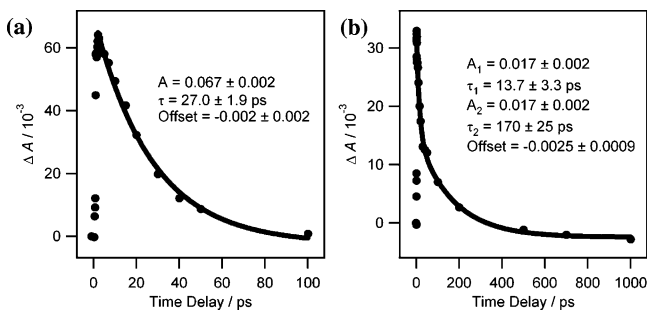 (a)
60
40
20
0
Δ A / 10⁻³
A = 0.067 ± 0.002
τ = 27.0 ± 1.9 ps
Offset = -0.002 ± 0.002
0 20 40 60 80 100
Time Delay / ps
(b)
30
20
10
0
Δ A / 10⁻³
A₁ = 0.017 ± 0.002
τ₁ = 13.7 ± 3.3 ps
A₂ = 0.017 ± 0.002
τ₂ = 170 ± 25 ps
Offset = -0.0025 ± 0.0009
0 200 400 600 800 1000
Time Delay / ps